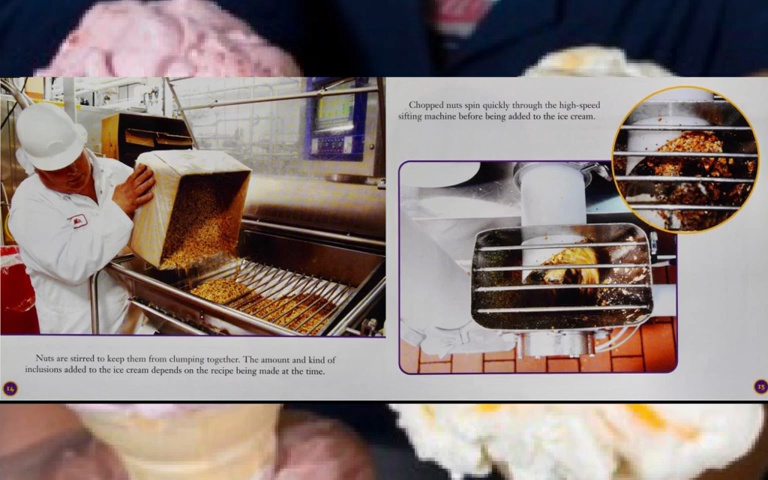 Nuts are stirred to keep them from clumping together. The amount and kind of
inclusions added to the ice cream depends on the recipe being made at the time.
14
Chopped nuts spin quickly through the high-speed
sifting machine before being added to the ice cream.
15